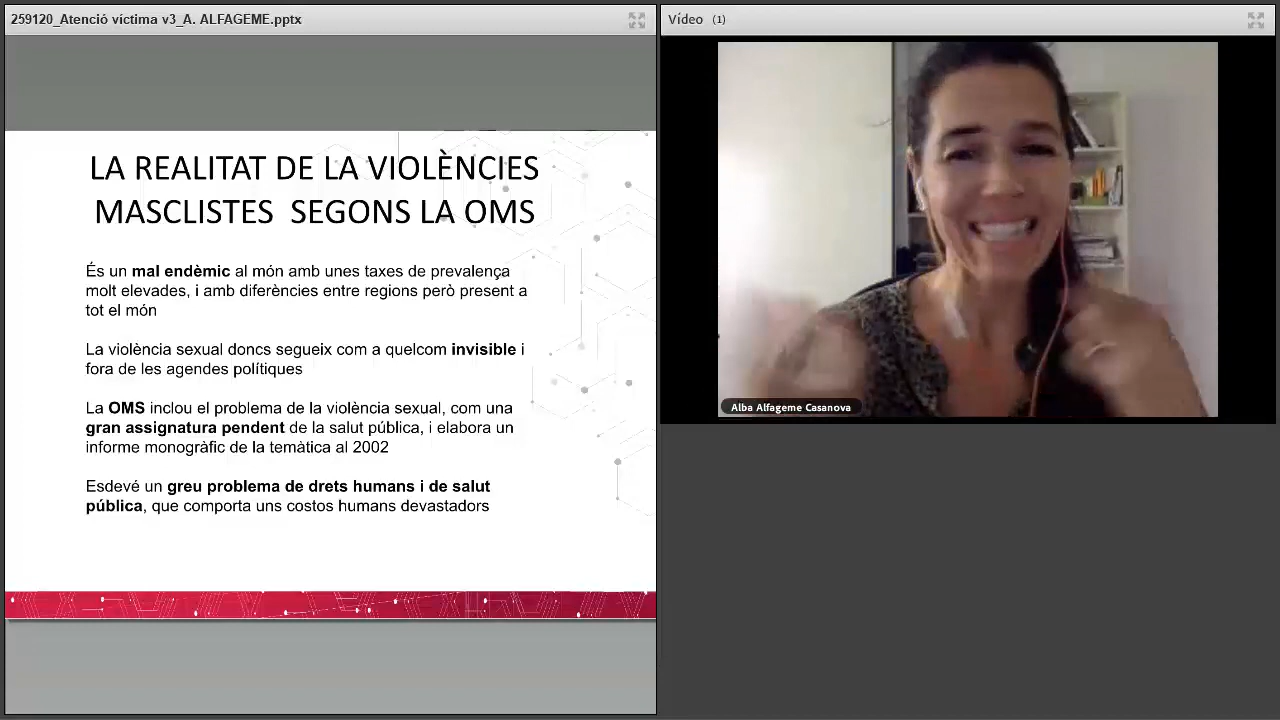 259120_Atenció víctima v3_A. ALFAGEME.pptx
LA REALITAT DE LA VIOLÈNCIES
MASCLISTES SEGONS LA OMS
És un mal endèmic al món amb unes taxes de prevalença
molt elevades, i amb diferències entre regions però present a
tot el món
La violència sexual doncs segueix com a quelcom invisible i
fora de les agendes polítiques
La OMS inclou el problema de la violència sexual, com una
gran assignatura pendent de la salut pública, i elabora un
informe monogràfic de la temàtica al 2002
Esdevé un greu problema de drets humans i de salut
pública, que comporta uns costos humans devastadors
Vídeo (1)
Alba Alfageme Casanova